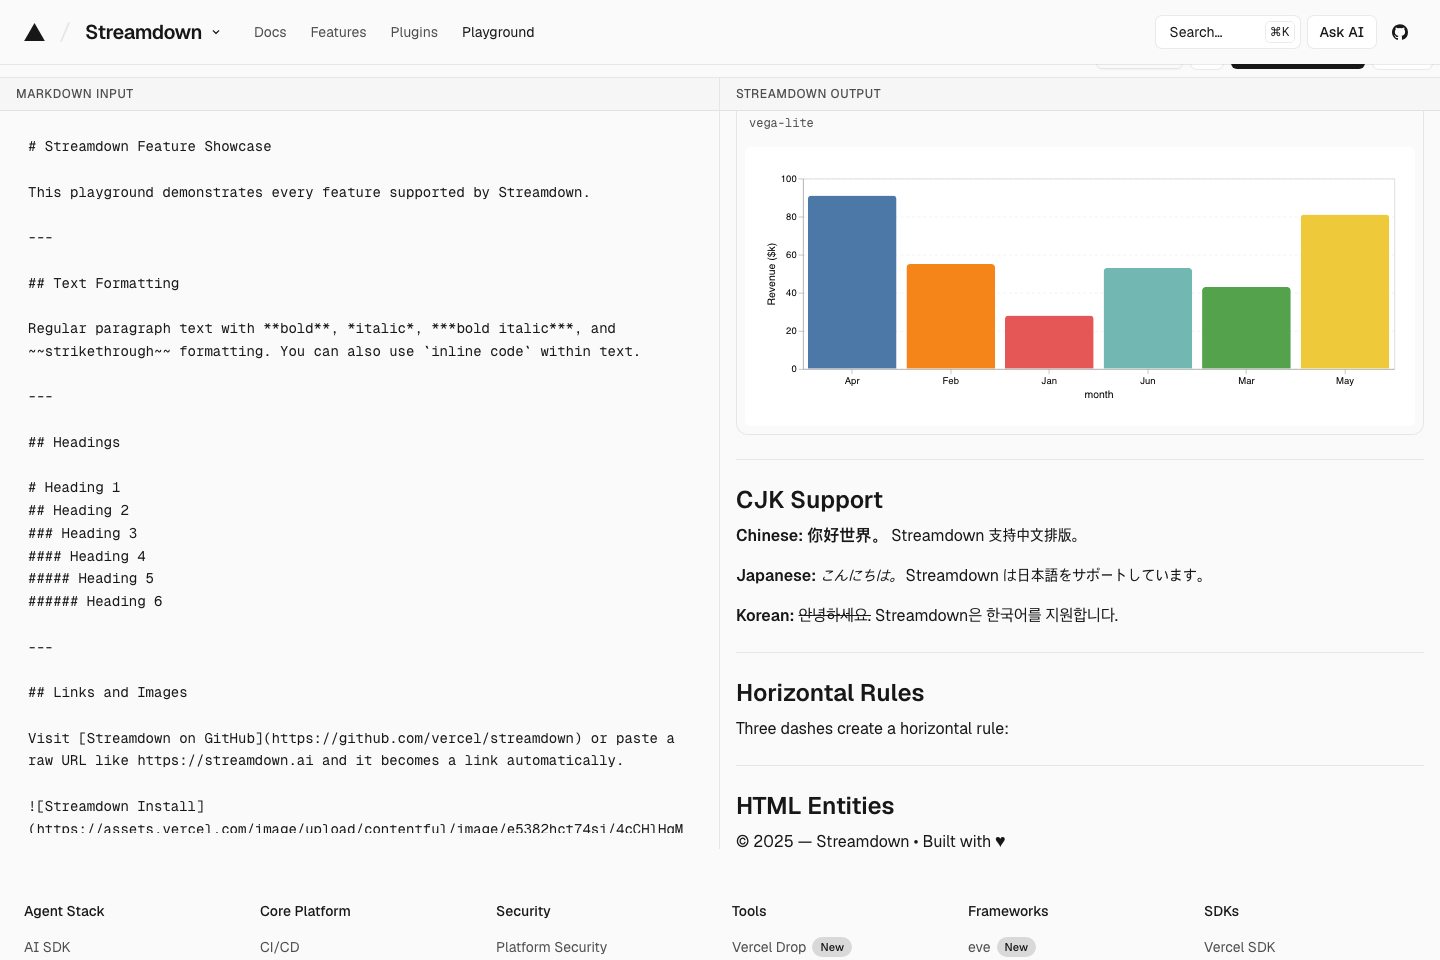 Streamdown
Docs
Features
Plugins
Playground
Search...
⌘K
Ask AI
MARKDOWN INPUT
# Streamdown Feature Showcase
This playground demonstrates every feature supported by Streamdown.
---
## Text Formatting
Regular paragraph text with **bold**, *italic*, ***bold italic***, and
~~strikethrough~~ formatting. You can also use `inline code` within text.
---
## Headings
# Heading 1
## Heading 2
### Heading 3
#### Heading 4
##### Heading 5
###### Heading 6
---
## Links and Images
Visit [Streamdown on GitHub](https://github.com/vercel/streamdown) or paste a
raw URL like https://streamdown.ai and it becomes a link automatically.
![Streamdown Install]
(https://assets.vercel.com/image/upload/contentful/image/e5382hct74si/4cCHlHgM
STREAMDOWN OUTPUT
vega-lite
100
80
60
40
20
0
Revenue ($k)
Apr
Feb
Jan
Jun
Mar
May
month
CJK Support
Chinese: 你好世界。 Streamdown 支持中文排版。
Japanese: こんにちは。Streamdown は日本語をサポートしています。
Korean: 안녕하세요. Streamdown은 한국어를 지원합니다.
Horizontal Rules
Three dashes create a horizontal rule:
HTML Entities
© 2025 — Streamdown • Built with ♥
Agent Stack
AI SDK
Core Platform
CI/CD
Security
Platform Security
Tools
Vercel Drop New
Frameworks
eve New
SDKs
Vercel SDK